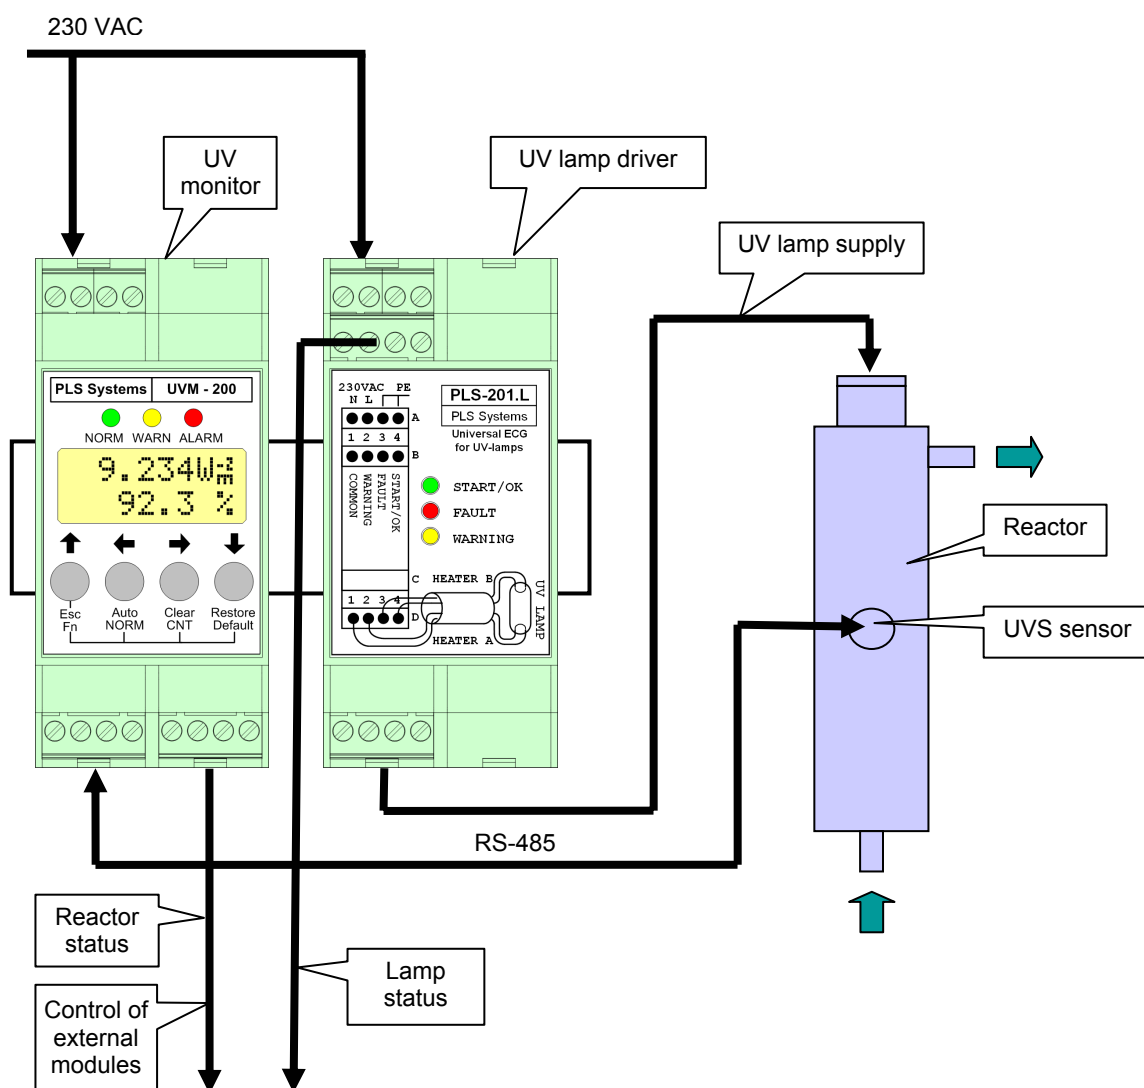 230 VAC
UV
monitor
UV lamp driver
UV lamp supply
PLS Systems UVM - 200
NORM WARN ALARM
9.234W/m²
92.3 %
Esc
Fn
Auto
NORM
Clear
CNT
Restore
Default
230VAC PE
N L
A
1 2 3 4
B
COMMON
WARNING
FAULT
START/OK
PLS-201.L
PLS Systems
Universal ECG
for UV-lamps
START/OK
FAULT
WARNING
C
1 2 3 4
D
HEATER B
HEATER A
UV LAMP
Reactor
UVS sensor
RS-485
Reactor
status
Lamp
status
Control of
external
modules